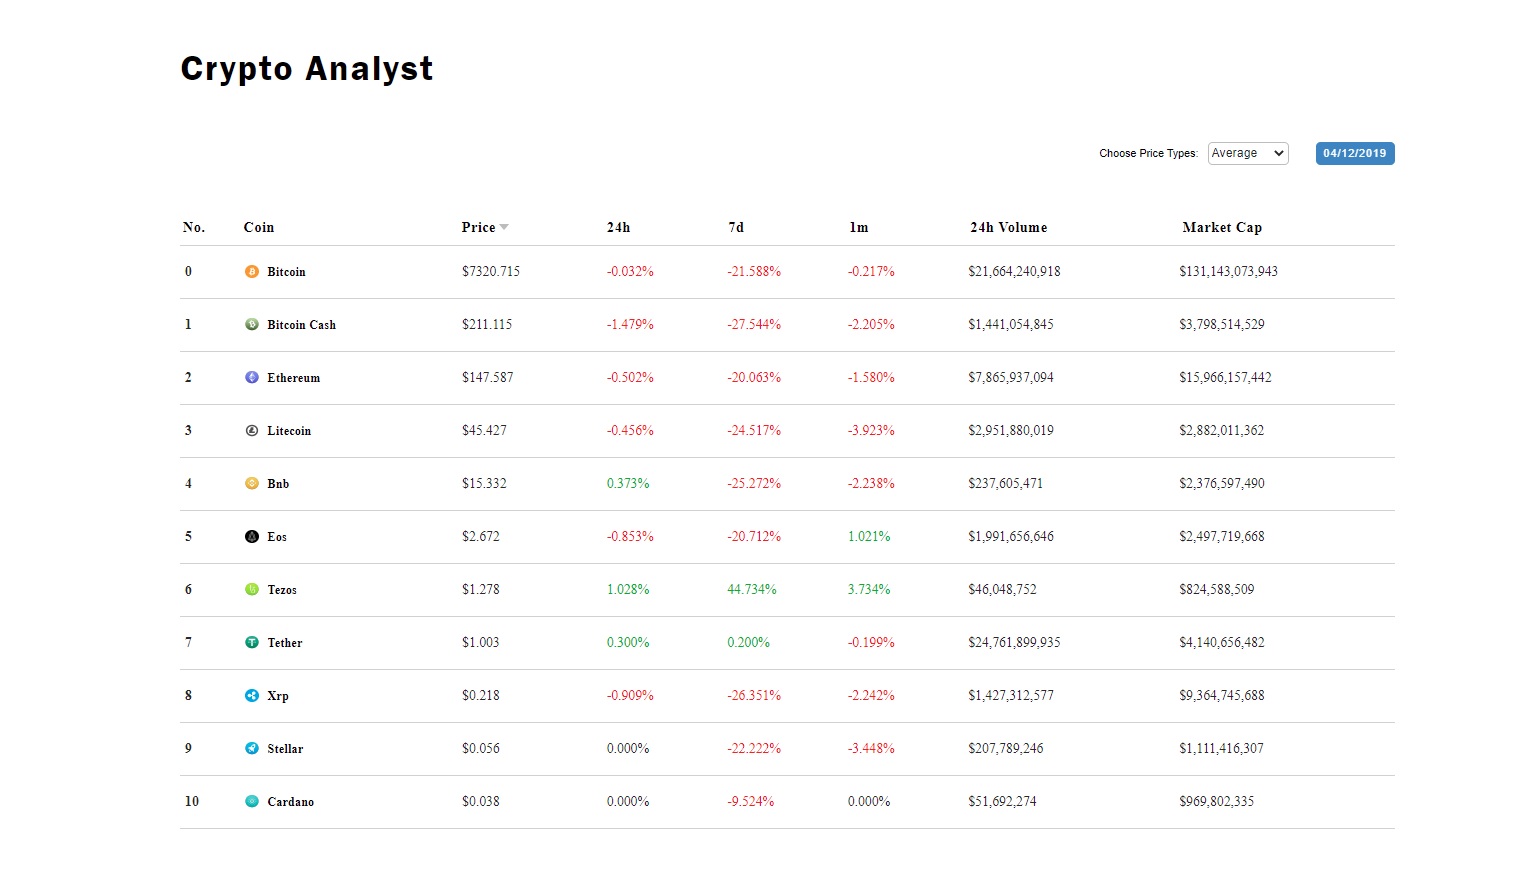 Crypto Analyst
Choose Price Types: Average 04/12/2019
No. Coin Price 24h 7d 1m 24h Volume Market Cap
0 Bitcoin $7320.715 -0.032% -21.588% -0.217% $21,664,240,918 $131,143,073,943
1 Bitcoin Cash $211.115 -1.479% -27.544% -2.205% $1,441,054,845 $3,798,514,529
2 Ethereum $147.587 -0.502% -20.063% -1.580% $7,865,937,094 $15,966,157,442
3 Litecoin $45.427 -0.456% -24.517% -3.923% $2,951,880,019 $2,882,011,362
4 Bnb $15.332 0.373% -25.272% -2.238% $237,605,471 $2,376,597,490
5 Eos $2.672 -0.853% -20.712% 1.021% $1,991,656,646 $2,497,719,668
6 Tezos $1.278 1.028% 44.734% 3.734% $46,048,752 $824,588,509
7 Tether $1.003 0.300% 0.200% -0.199% $24,761,899,935 $4,140,656,482
8 Xrp $0.218 -0.909% -26.351% -2.242% $1,427,312,577 $9,364,745,688
9 Stellar $0.056 0.000% -22.222% -3.448% $207,789,246 $1,111,416,307
10 Cardano $0.038 0.000% -9.524% 0.000% $51,692,274 $969,802,335